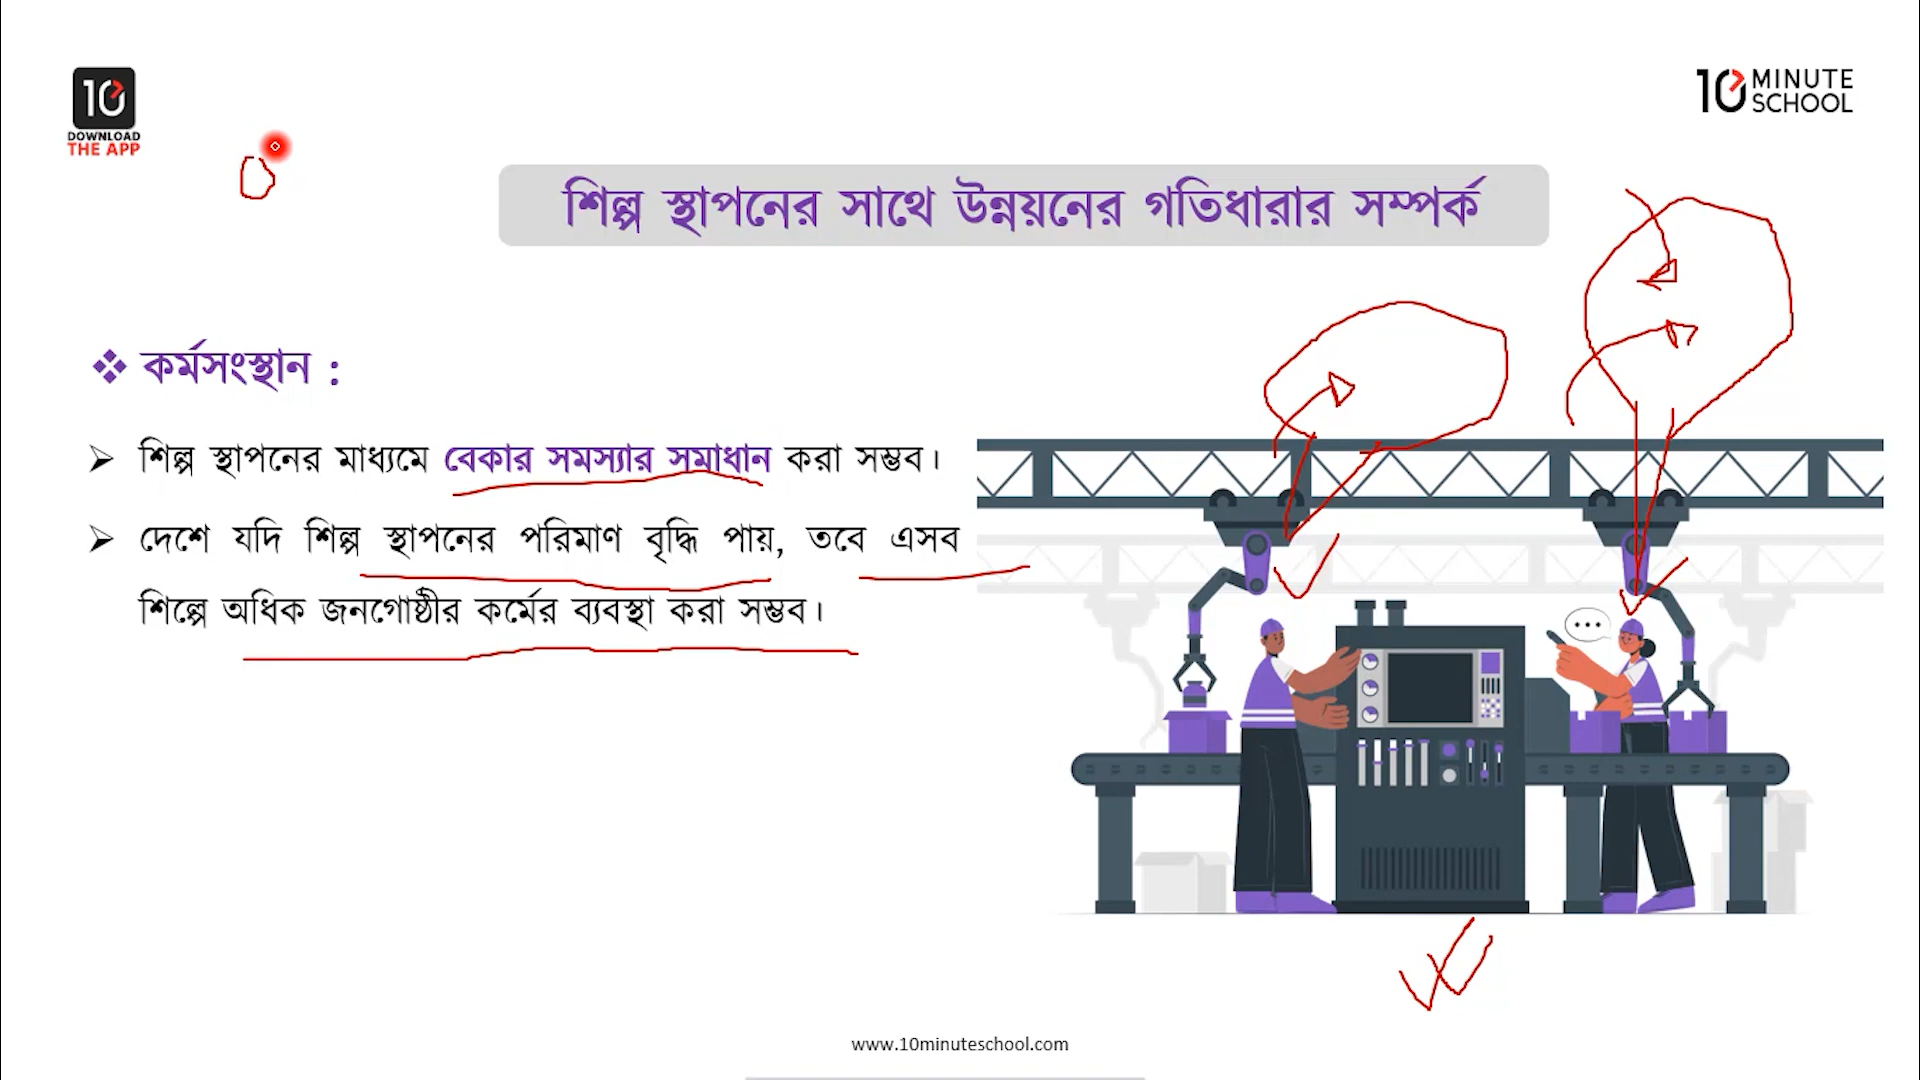 10
DOWNLOAD
THE APP
10 MINUTE
SCHOOL
শিল্প স্থাপনের সাথে উন্নয়নের গতিধারার সম্পর্ক
❖ কর্মসংস্থান :
➢ শিল্প স্থাপনের মাধ্যমে বেকার সমস্যার সমাধান করা সম্ভব।
➢ দেশে যদি শিল্প স্থাপনের পরিমাণ বৃদ্ধি পায়, তবে এসব
শিল্পে অধিক জনগোষ্ঠীর কর্মের ব্যবস্থা করা সম্ভব।
www.10minuteschool.com